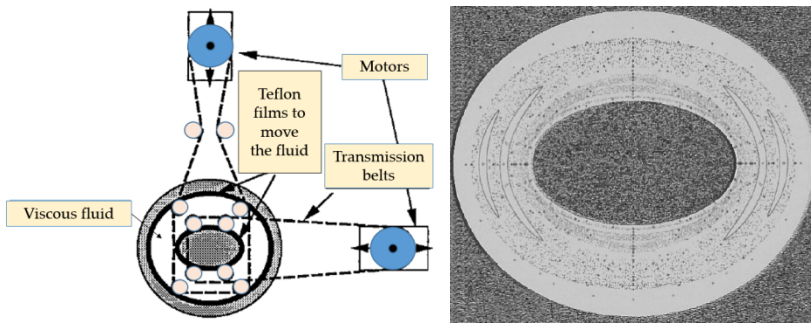 Motors
Teflon
films to
move
the fluid
Transmission
belts
Viscous fluid